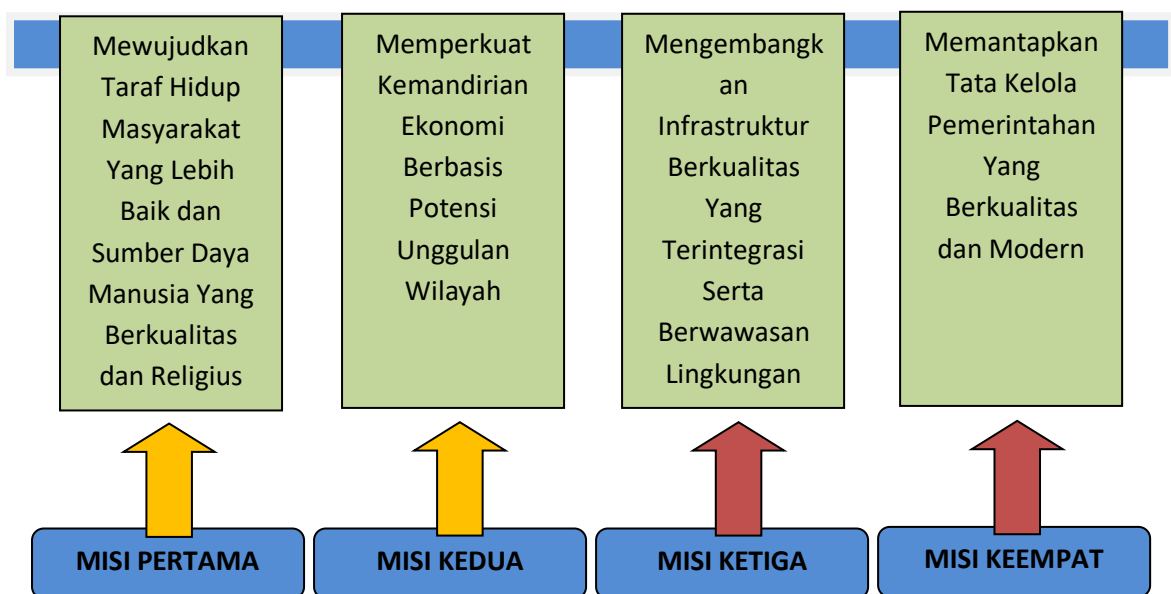 Mewujudkan
Taraf Hidup
Masyarakat
Yang Lebih
Baik dan
Sumber Daya
Manusia Yang
Berkualitas
dan Religius
MISI PERTAMA
Memperkuat
Kemandirian
Ekonomi
Berbasis
Potensi
Unggulan
Wilayah
MISI KEDUA
Mengembangk
an
Infrastruktur
Berkualitas
Yang
Terintegrasi
Serta
Berwawasan
Lingkungan
MISI KETIGA
Memantapkan
Tata Kelola
Pemerintahan
Yang
Berkualitas
dan Modern
MISI KEEMPAT